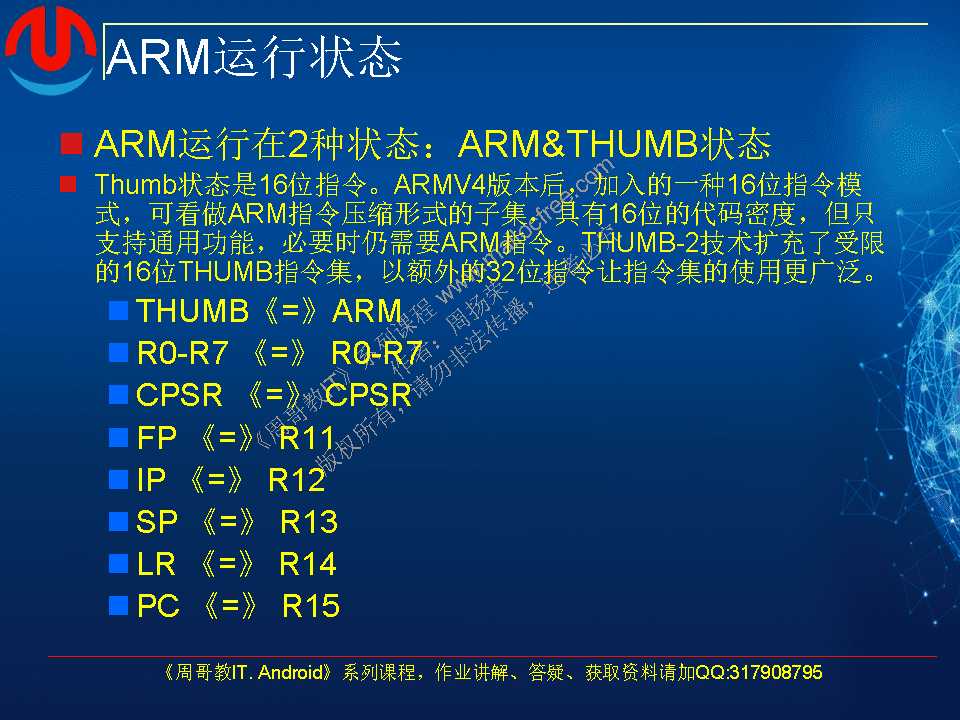 ARM运行状态
ARM运行在2种状态：ARM&THUMB状态
Thumb状态是16位指令。ARMV4版本后，加入的一种16位指令模
式，可看做ARM指令压缩形式的子集，具有16位的代码密度，但只
支持通用功能，必要时仍需要ARM指令。THUMB-2技术扩充了受限
的16位THUMB指令集，以额外的32位指令让指令集的使用更广泛。
THUMB《=》ARM
R0-R7 《=》 R0-R7
CPSR 《=》 CPSR
FP 《=》 R11
IP 《=》 R12
SP 《=》 R13
LR 《=》 R14
PC 《=》 R15
《周哥教IT》系列课程 www.malocfree.com
作者：周扬荣
版权所有，请勿非法传播，违者必究
《周哥教IT. Android》系列课程，作业讲解、答疑、获取资料请加QQ:317908795